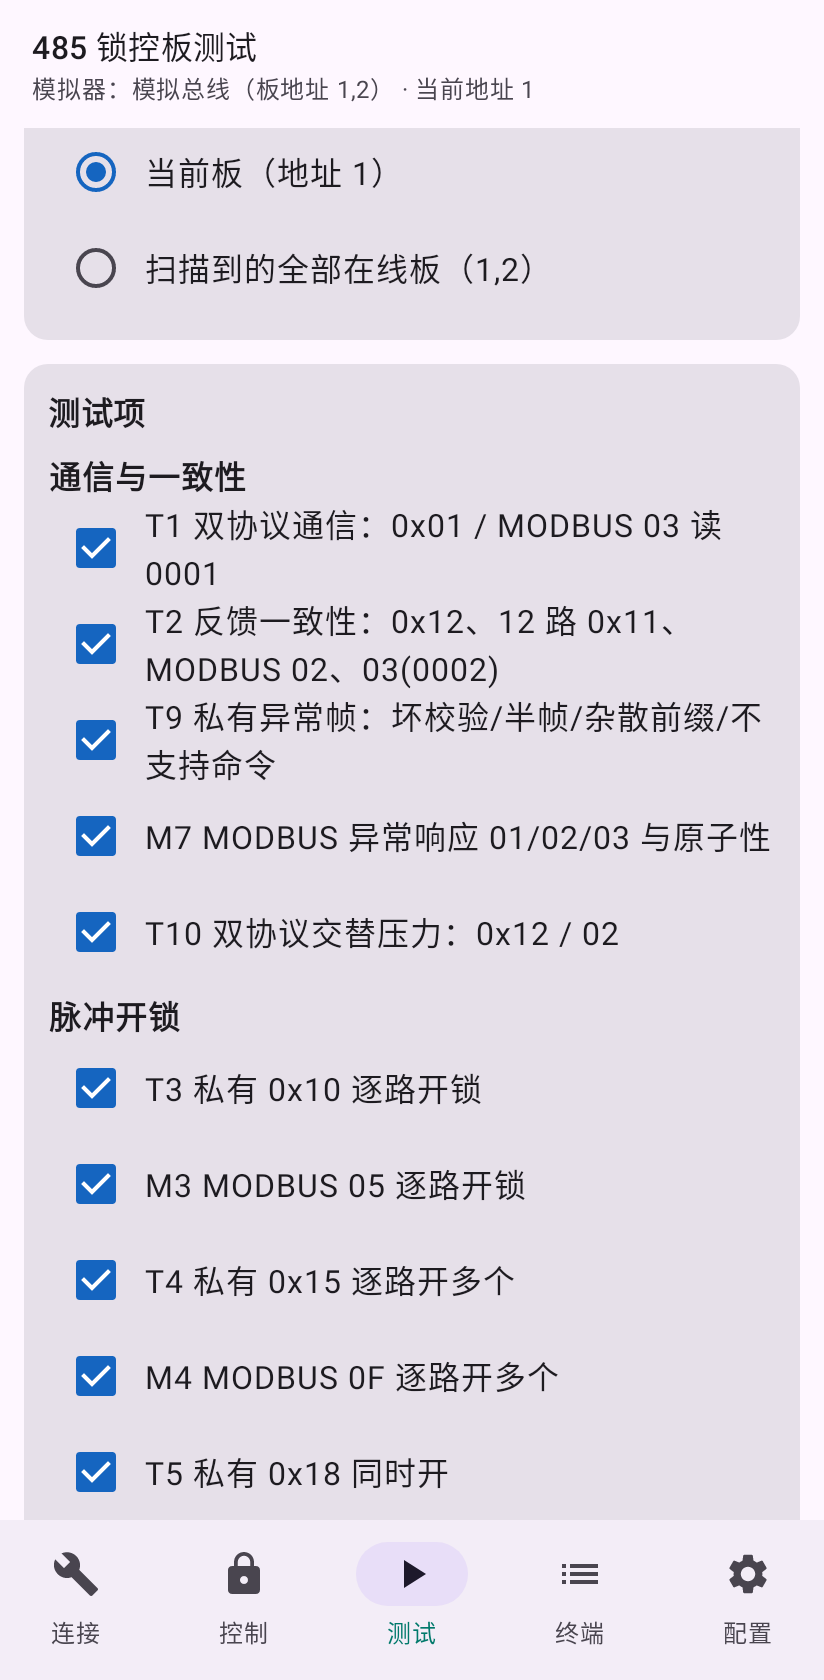 485 锁控板测试
模拟器：模拟总线（板地址 1,2） · 当前地址 1
当前板（地址 1）
扫描到的全部在线板（1,2）
测试项
通信与一致性
T1 双协议通信：0x01 / MODBUS 03 读
0001
T2 反馈一致性：0x12、12 路 0x11、
MODBUS 02、03(0002)
T9 私有异常帧：坏校验/半帧/杂散前缀/不
支持命令
M7 MODBUS 异常响应 01/02/03 与原子性
T10 双协议交替压力：0x12 / 02
脉冲开锁
T3 私有 0x10 逐路开锁
M3 MODBUS 05 逐路开锁
T4 私有 0x15 逐路开多个
M4 MODBUS 0F 逐路开多个
T5 私有 0x18 同时开
连接
控制
测试
终端
配置